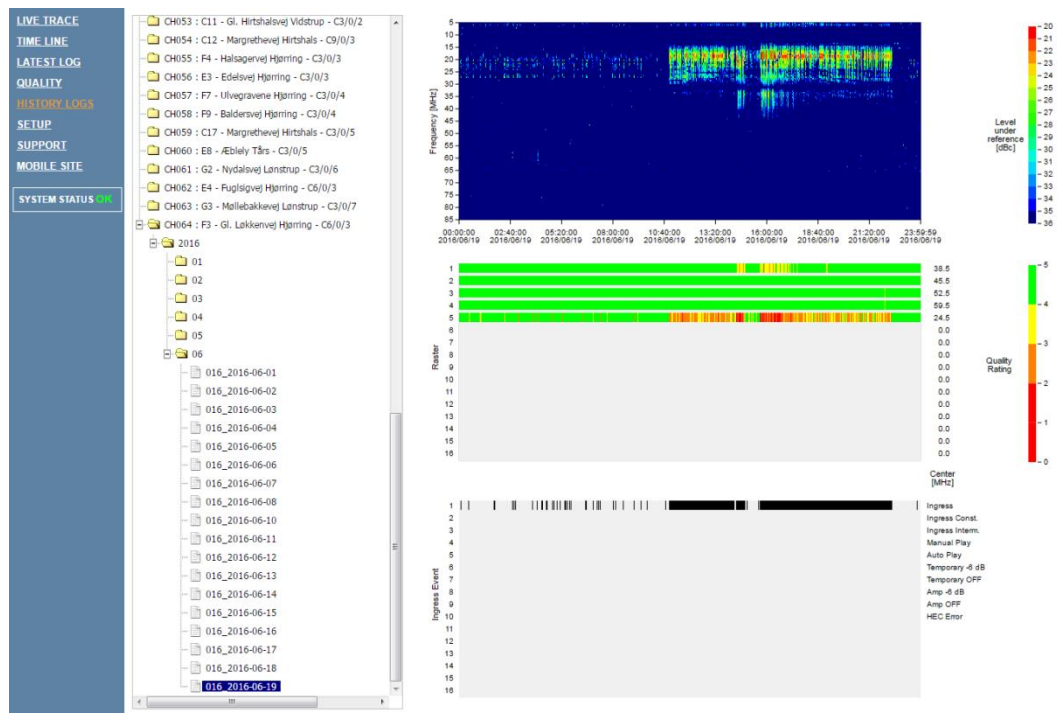 LIVE TRACE
TIME LINE
LATEST LOG
QUALITY
HISTORY LOGS
SETUP
SUPPORT
MOBILE SITE
SYSTEM STATUS OK
CH053 : C11 - Gl. Hirtshalsvej Vidstrup - C3/0/2
CH054 : C12 - Margrethevej Hirtshals - C9/0/3
CH055 : F4 - Halsagervej Hjørring - C3/0/3
CH056 : E3 - Edelsvej Hjørring - C3/0/3
CH057 : F7 - Ulvegravene Hjørring - C3/0/4
CH058 : F9 - Baldersvej Hjørring - C3/0/4
CH059 : C17 - Margrethevej Hirtshals - C3/0/5
CH060 : E8 - Æblely Tårs - C3/0/5
CH061 : G2 - Nydalsvej Lønstrup - C3/0/6
CH062 : E4 - Fuglsigvej Hjørring - C6/0/3
CH063 : G3 - Møllebakkevej Lønstrup - C3/0/7
CH064 : F3 - Gl. Løkkenvej Hjørring - C6/0/3
2016
01
02
03
04
05
06
016_2016-06-01
016_2016-06-02
016_2016-06-03
016_2016-06-04
016_2016-06-05
016_2016-06-06
016_2016-06-07
016_2016-06-08
016_2016-06-10
016_2016-06-11
016_2016-06-12
016_2016-06-13
016_2016-06-14
016_2016-06-15
016_2016-06-16
016_2016-06-17
016_2016-06-18
016_2016-06-19
Frequency [MHz]
5
10
15
20
25
30
35
40
45
50
55
60
65
70
75
80
85
00:00:00 02:40:00 05:20:00 08:00:00 10:40:00 13:20:00 16:00:00 18:40:00 21:20:00 23:59:59
2016/06/19 2016/06/19 2016/06/19 2016/06/19 2016/06/19 2016/06/19 2016/06/19 2016/06/19 2016/06/19 2016/06/19
Level
under
reference
[dBc]
-20
-21
-22
-23
-24
-25
-26
-27
-28
-29
-30
-31
-32
-33
-34
-35
-36
Raster
1 38.5
2 45.5
3 52.5
4 59.5
5 24.5
6 0.0
7 0.0
8 0.0
9 0.0
10 0.0
11 0.0
12 0.0
13 0.0
14 0.0
15 0.0
16 0.0
Center
[MHz]
Quality
Rating
5
4
3
2
1
0
Ingress Event
1 Ingress
2 Ingress Const.
3 Ingress Interm.
4 Manual Play
5 Auto Play
6 Temporary -6 dB
7 Temporary OFF
8 Amp -6 dB
9 Amp OFF
10 HEC Error
11
12
13
14
15
16